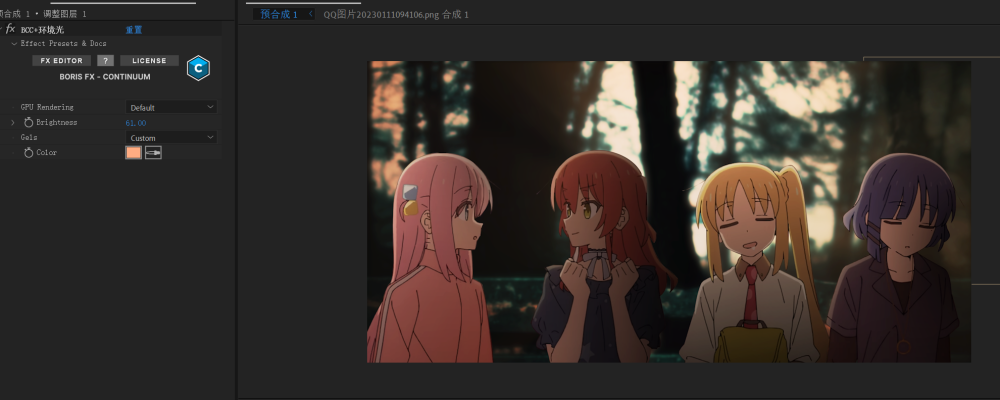 预合成 1 • 调整图层 1
fx BCC+环境光 重置
Effect Presets & Docs
FX EDITOR ? LICENSE
BORIS FX - CONTINUUM
C
GPU Rendering Default
Brightness 61.00
Gels Custom
Color
预合成 1 QQ图片20230111094106.png 合成 1